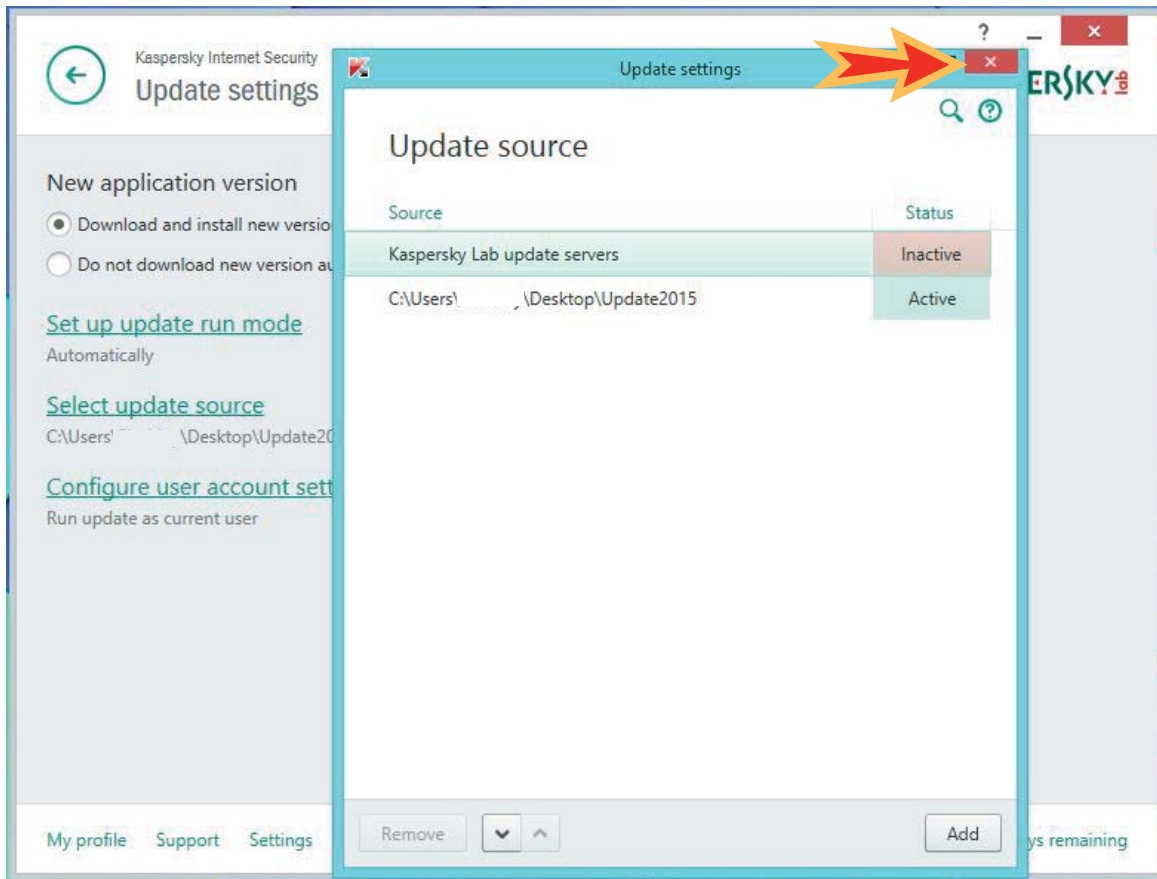 Kaspersky Internet Security
Update settings
?
ERSKY lab
New application version
Download and install new versio
Do not download new version au
Set up update run mode
Automatically
Select update source
C:\Users\ \Desktop\Update20
Configure user account sett
Run update as current user
My profile Support Settings
ys remaining
Update settings
Update source
Source Status
Kaspersky Lab update servers Inactive
C:\Users\ \Desktop\Update2015 Active
Remove Add